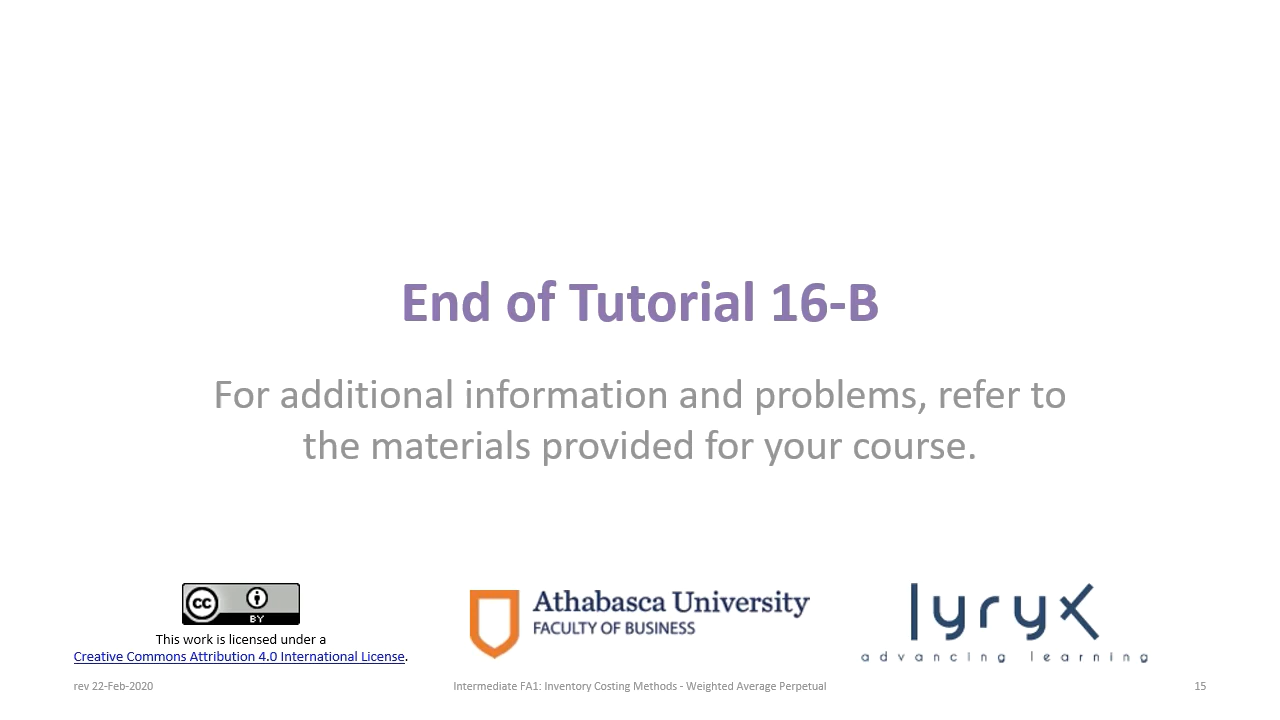 End of Tutorial 16-B
For additional information and problems, refer to
the materials provided for your course.
cc
BY
This work is licensed under a
Creative Commons Attribution 4.0 International License.
Athabasca University
FACULTY OF BUSINESS
lyryx
advancing learning
rev 22-Feb-2020
Intermediate FA1: Inventory Costing Methods - Weighted Average Perpetual
15